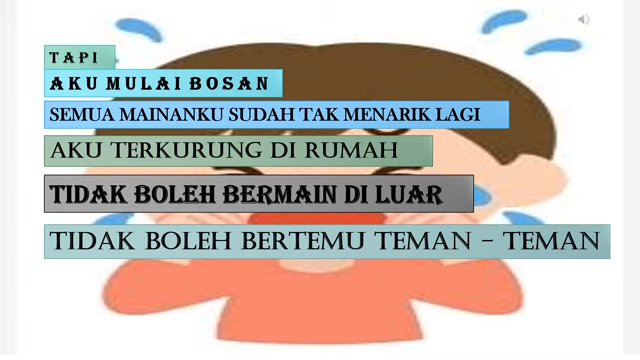 TAPI
AKU MULAI BOSAN
SEMUA MAINANKU SUDAH TAK MENARIK LAGI
AKU TERKURUNG DI RUMAH
TIDAK BOLEH BERMAIN DI LUAR
TIDAK BOLEH BERTEMU TEMAN – TEMAN